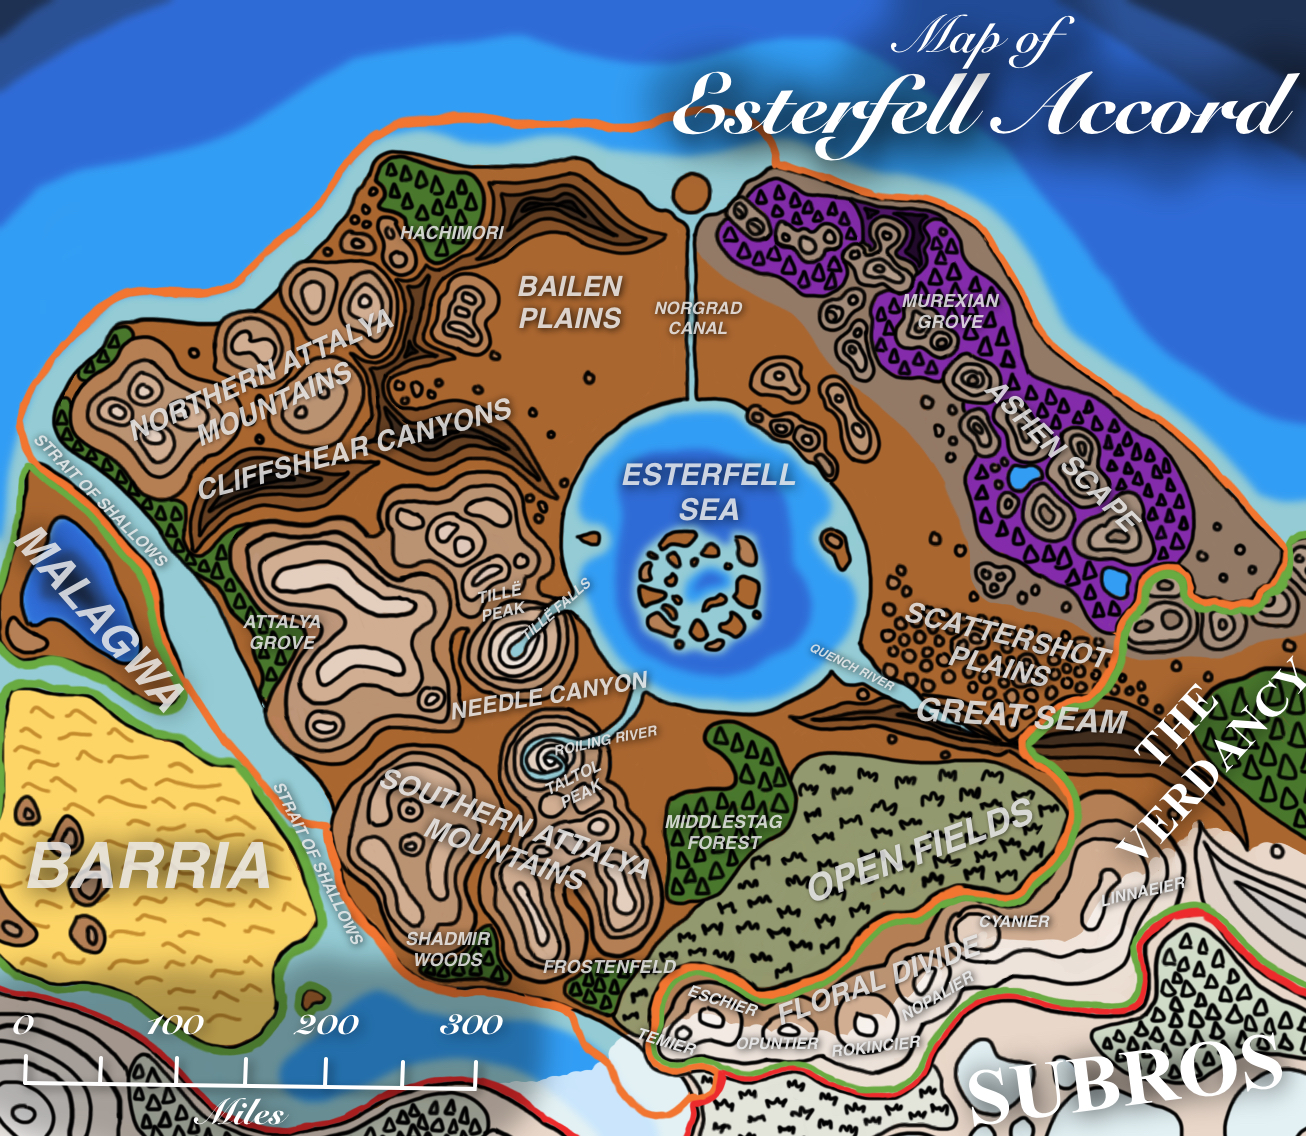 Map of
Esterfell Accord
HACHIMORI
BAILEN
PLAINS
NORGRAD
CANAL
MUREXIAN
GROVE
NORTHERN ATTALYA
MOUNTAINS
CLIFFSHEAR CANYONS
ASHEN SCAPE
STRAIT OF SHALLOWS
ESTERFELL
SEA
MALAGWA
ATTALYA
GROVE
TILLË
PEAK
TILLË FALLS
SCATTERSHOT
PLAINS
QUENCH RIVER
NEEDLE CANYON
GREAT SEAM
THE
VERDANCY
ROILING RIVER
TALTOL
PEAK
SOUTHERN ATTALYA
MOUNTAINS
MIDDLESTAG
FOREST
OPEN FIELDS
BARRIA
STRAIT OF SHALLOWS
LINNAEIER
CYANIER
SHADMIR
WOODS
FROSTENFELD
FLORAL DIVIDE
ESCHIER
NOPALIER
TEMIER
OPUNTIER
ROKINCIER
SUBROS
0 100 200 300
Miles